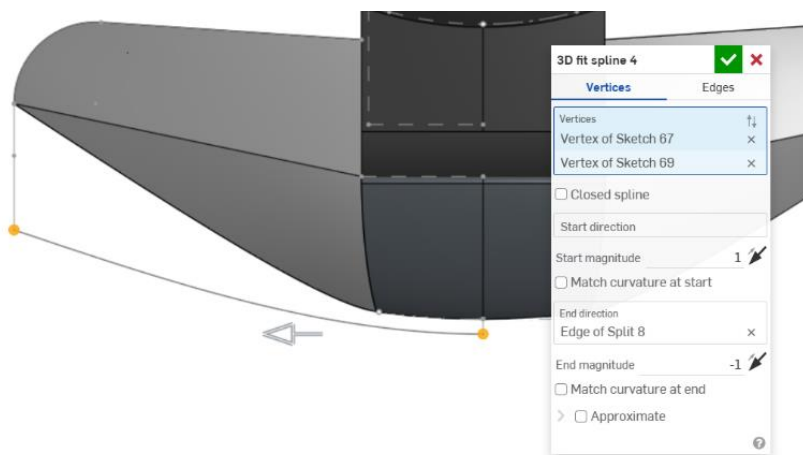 3D fit spline 4
Vertices Edges
Vertices
Vertex of Sketch 67
Vertex of Sketch 69
Closed spline
Start direction
Start magnitude 1
Match curvature at start
End direction
Edge of Split 8
End magnitude -1
Match curvature at end
Approximate